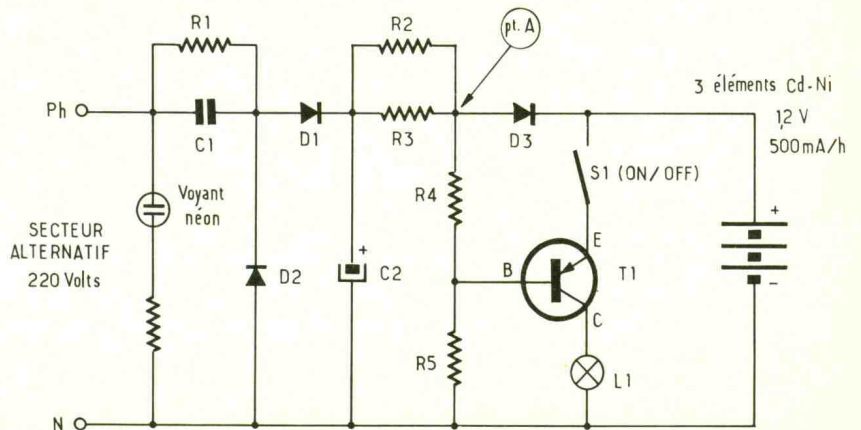 R1
R2
pt. A
Ph
C1
D1
R3
D3
3 éléments Cd-Ni
1,2 V
500mA/h
S1 (ON/OFF)
Voyant
néon
R4
SECTEUR
ALTERNATIF
220 Volts
D2
+
C2
B
E
T1
C
+
-
R5
L1
N